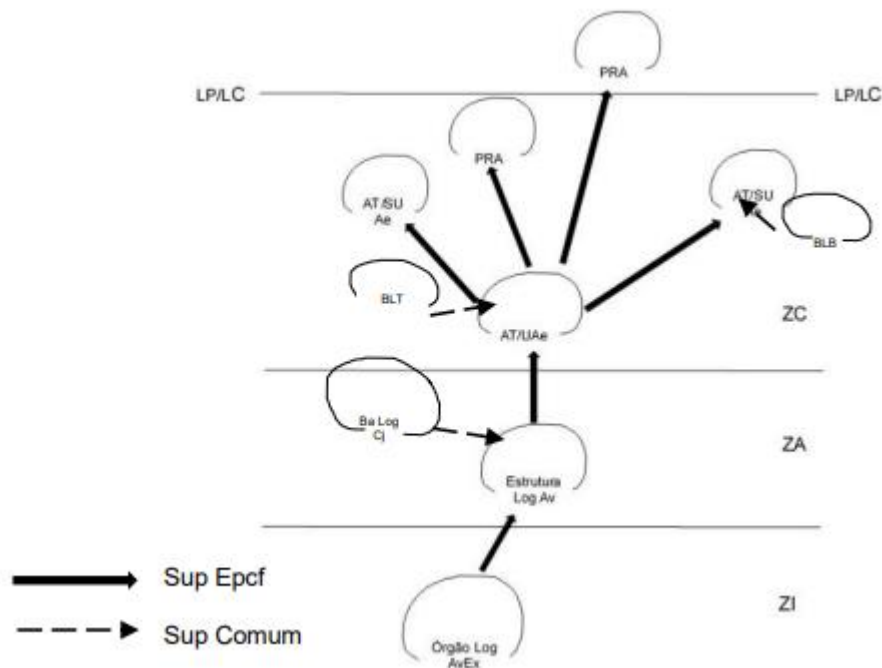 PRA
LP/LC
LP/LC
PRA
AT/SU
Ae
AT/SU
BLB
BLT
ZC
AT/UAe
Ba Log
Cj
ZA
Estrutura
Log Av
Sup Epcf
ZI
Sup Comum
Órgão Log
AvEx